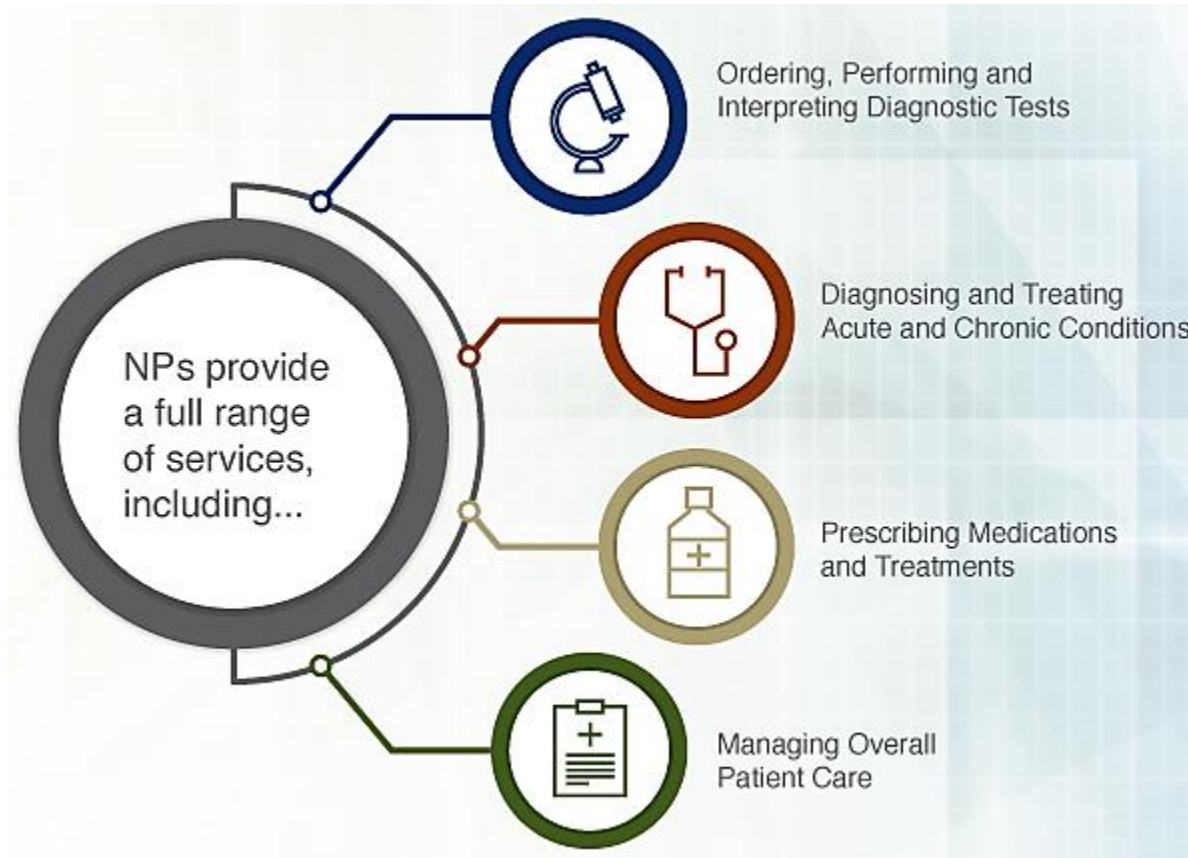 NPs provide
a full range
of services,
including...
Ordering, Performing and
Interpreting Diagnostic Tests
Diagnosing and Treating
Acute and Chronic Conditions
Prescribing Medications
and Treatments
Managing Overall
Patient Care